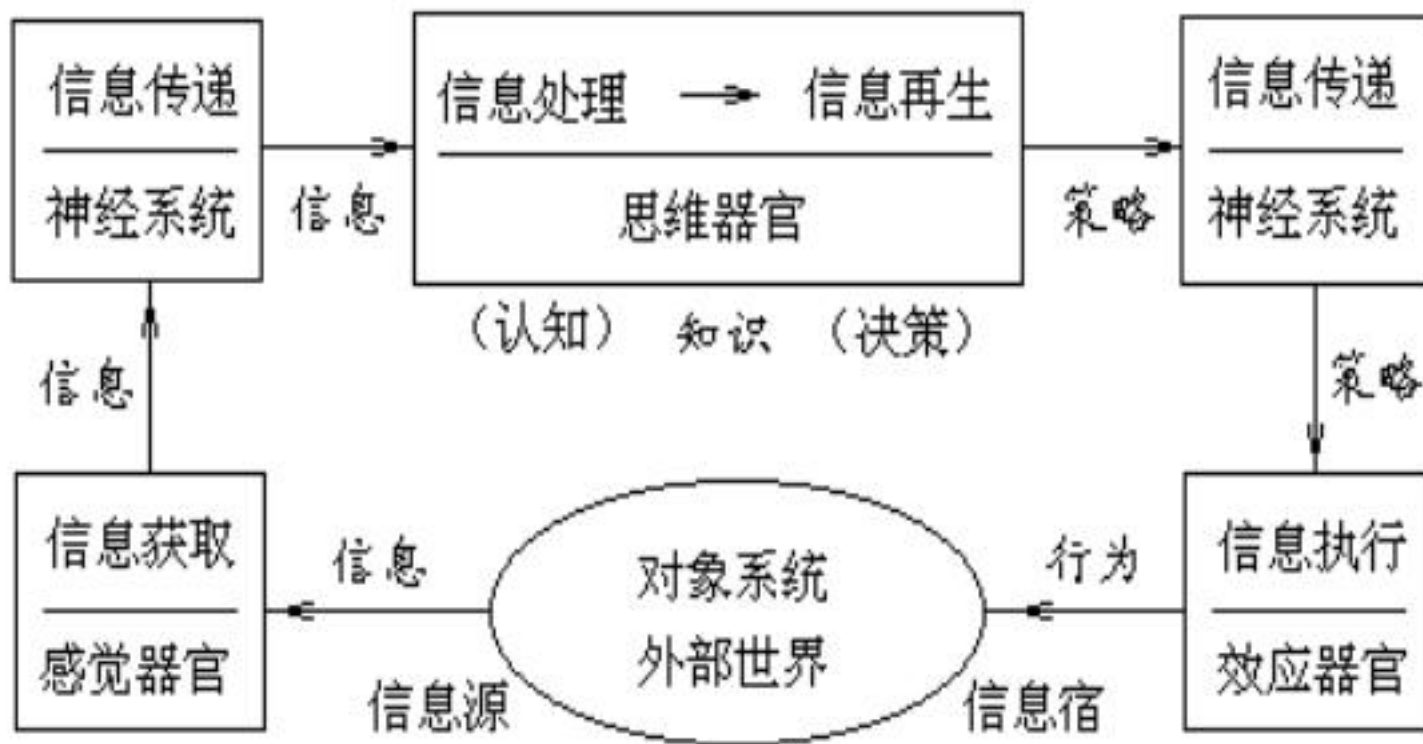 信息传递
神经系统
信息
信息处理 信息再生
思维器官
(认知) 知识 (决策)
策略
信息传递
神经系统
信息
策略
信息获取
感觉器官
信息
信息源
对象系统
外部世界
行为
信息宿
信息执行
效应器官